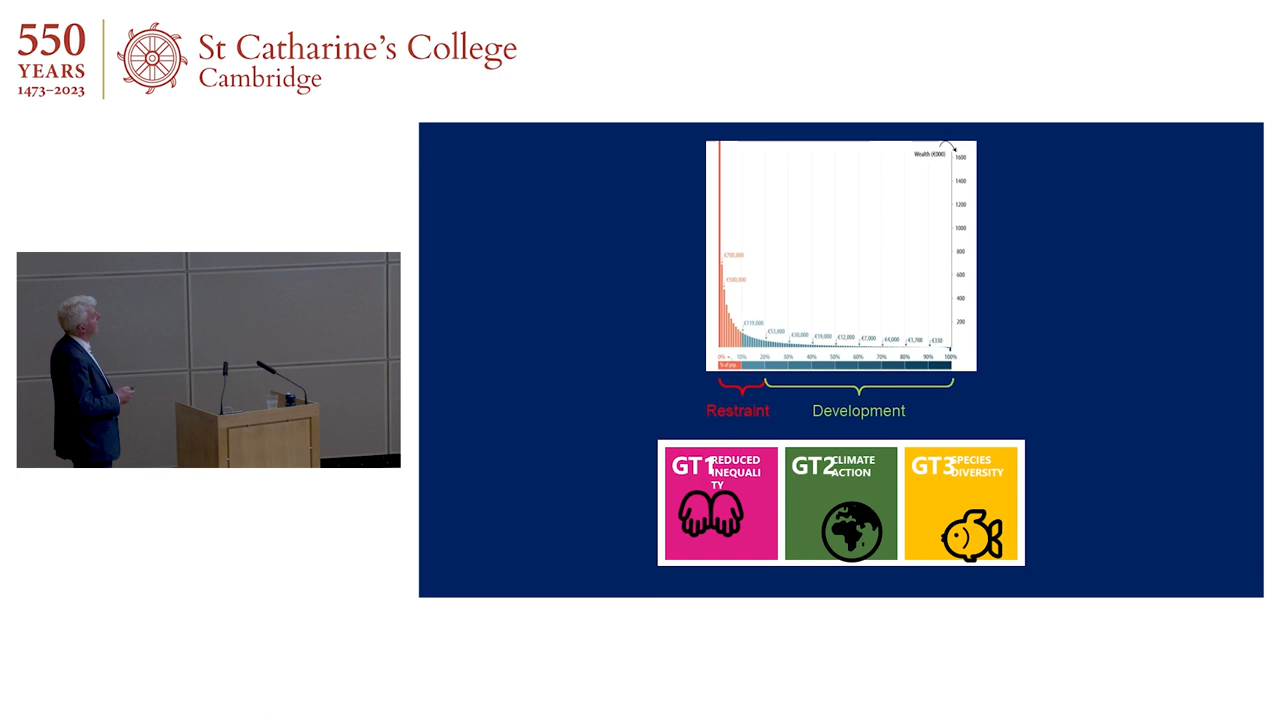 550
YEARS
1473–2023
St Catharine's College
Cambridge
Wealth (€000)
1600
1400
1200
1000
800
600
400
200
€700,000
€500,000
€119,000
€53,000
€30,000
€19,000
€12,000
€7,000
€4,000
€1,700
€330
0%
10%
20%
30%
40%
50%
60%
70%
80%
90%
100%
% of pop.
Restraint
Development
GT1
REDUCED
INEQUALI
TY
GT2
CLIMATE
ACTION
GT3
SPECIES
DIVERSITY